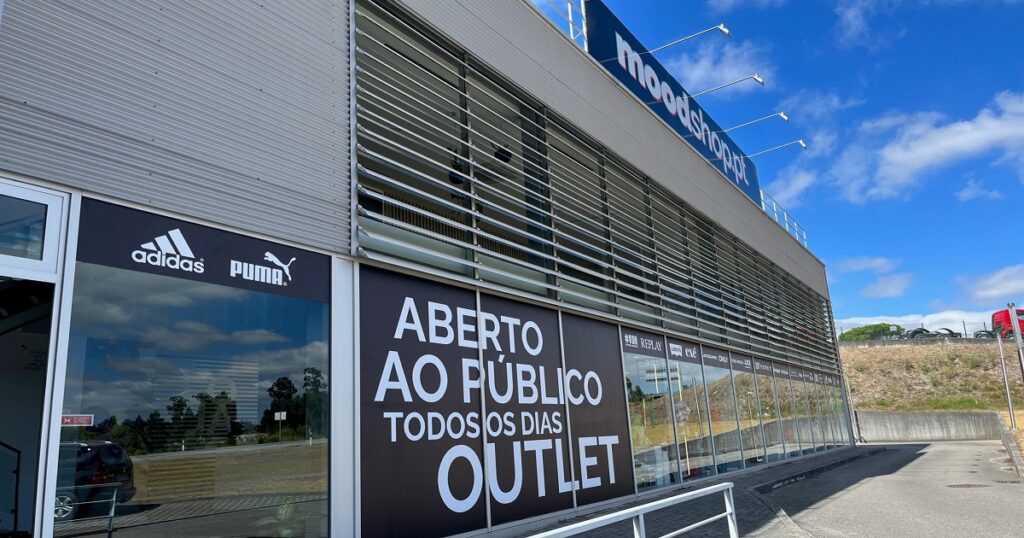 moodshop.pt
adidas
PUMA
ABERTO
AO PÚBLICO
TODOS OS DIAS
OUTLET
REPLAY